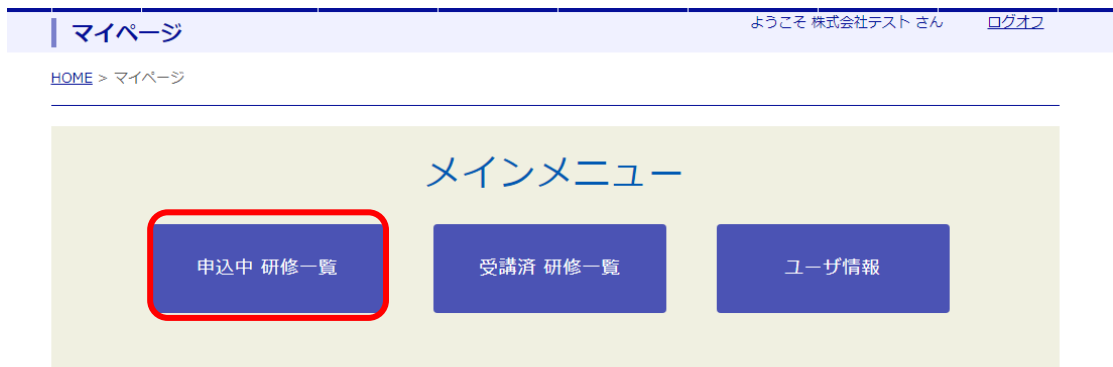 マイページ
ようこそ 株式会社テスト さん ログオフ
HOME > マイページ
メインメニュー
申込中 研修一覧
受講済 研修一覧
ユーザ情報